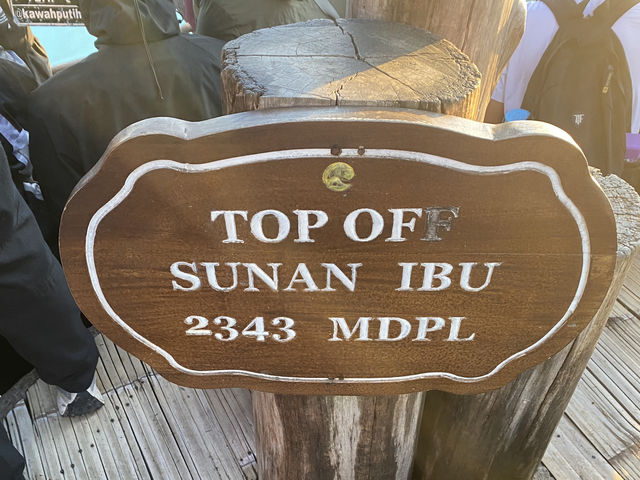 @kawahputih
TOP OFF
SUNAN IBU
2343 MDPL